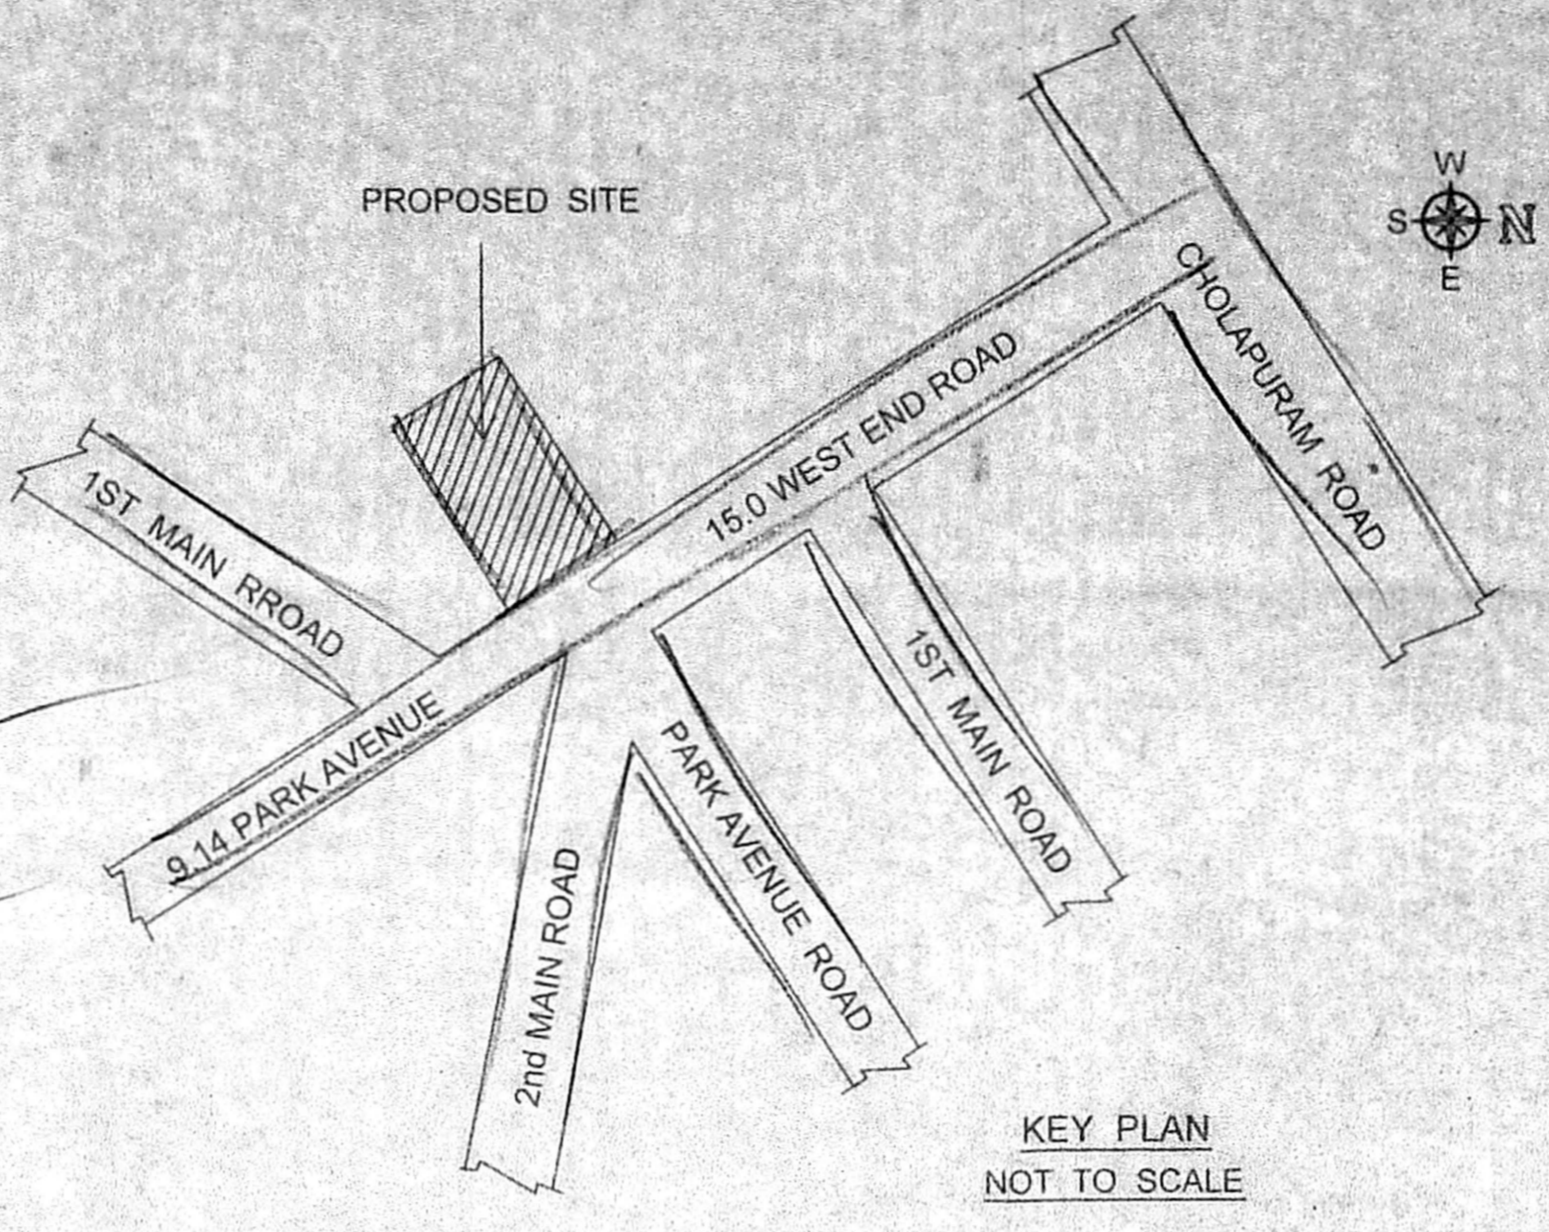 W
PROPOSED SITE
S N
E
CHOLAPURAM ROAD
15.0 WEST END ROAD
1ST MAIN RROAD
1ST MAIN ROAD
9.14 PARK AVENUE
PARK AVENUE ROAD
2nd MAIN ROAD
KEY PLAN
NOT TO SCALE